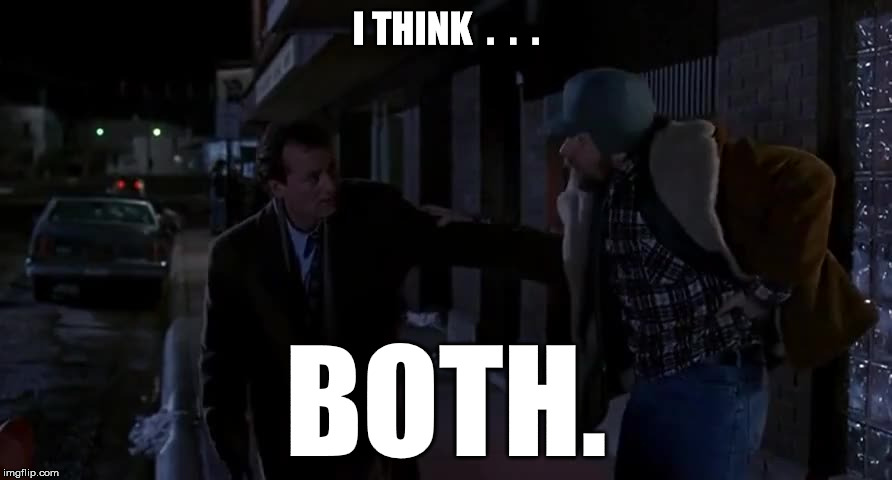 I THINK . . .
BOTH.
imgflip.com